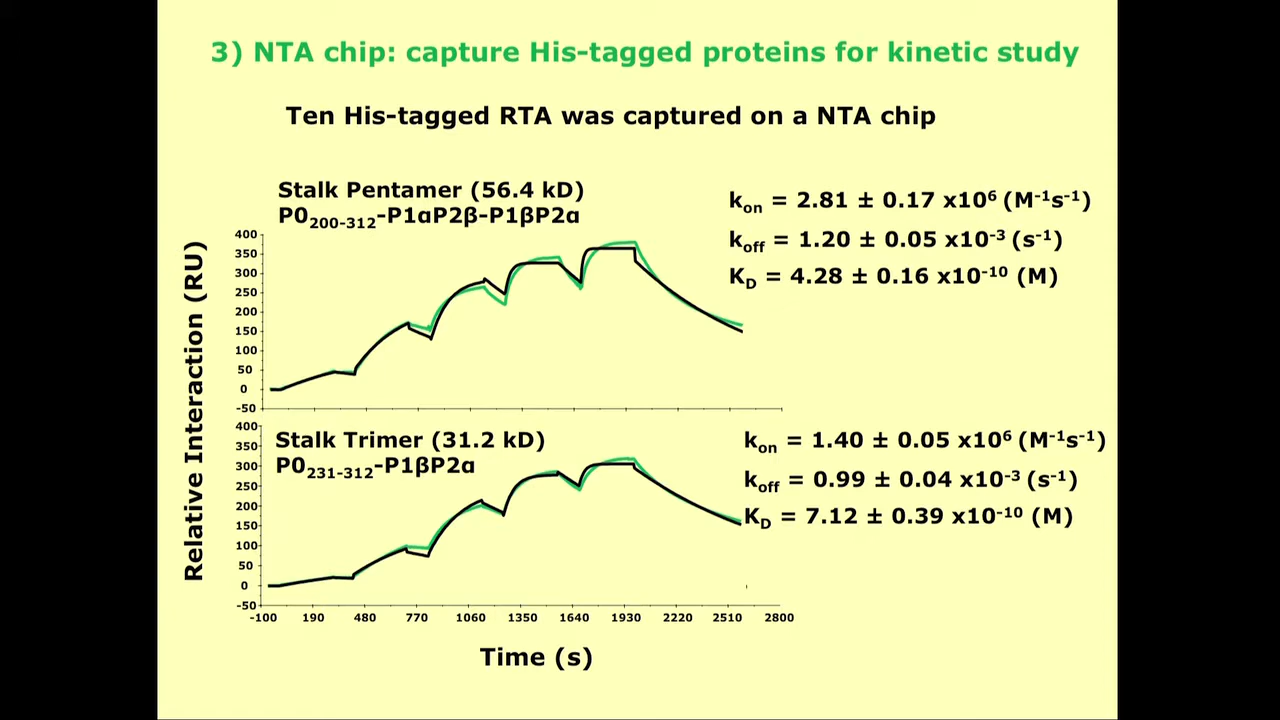 3) NTA chip: capture His-tagged proteins for kinetic study
Ten His-tagged RTA was captured on a NTA chip
Stalk Pentamer (56.4 kD)
P0200-312-P1αP2β-P1βP2α
kon = 2.81 ± 0.17 x10⁶ (M⁻¹s⁻¹)
koff = 1.20 ± 0.05 x10⁻³ (s⁻¹)
KD = 4.28 ± 0.16 x10⁻¹⁰ (M)
Relative Interaction (RU)
400
350
300
250
200
150
100
50
0
-50
Stalk Trimer (31.2 kD)
P0231-312-P1βP2α
kon = 1.40 ± 0.05 x10⁶ (M⁻¹s⁻¹)
koff = 0.99 ± 0.04 x10⁻³ (s⁻¹)
KD = 7.12 ± 0.39 x10⁻¹⁰ (M)
400
350
300
250
200
150
100
50
0
-50
-100 190 480 770 1060 1350 1640 1930 2220 2510 2800
Time (s)